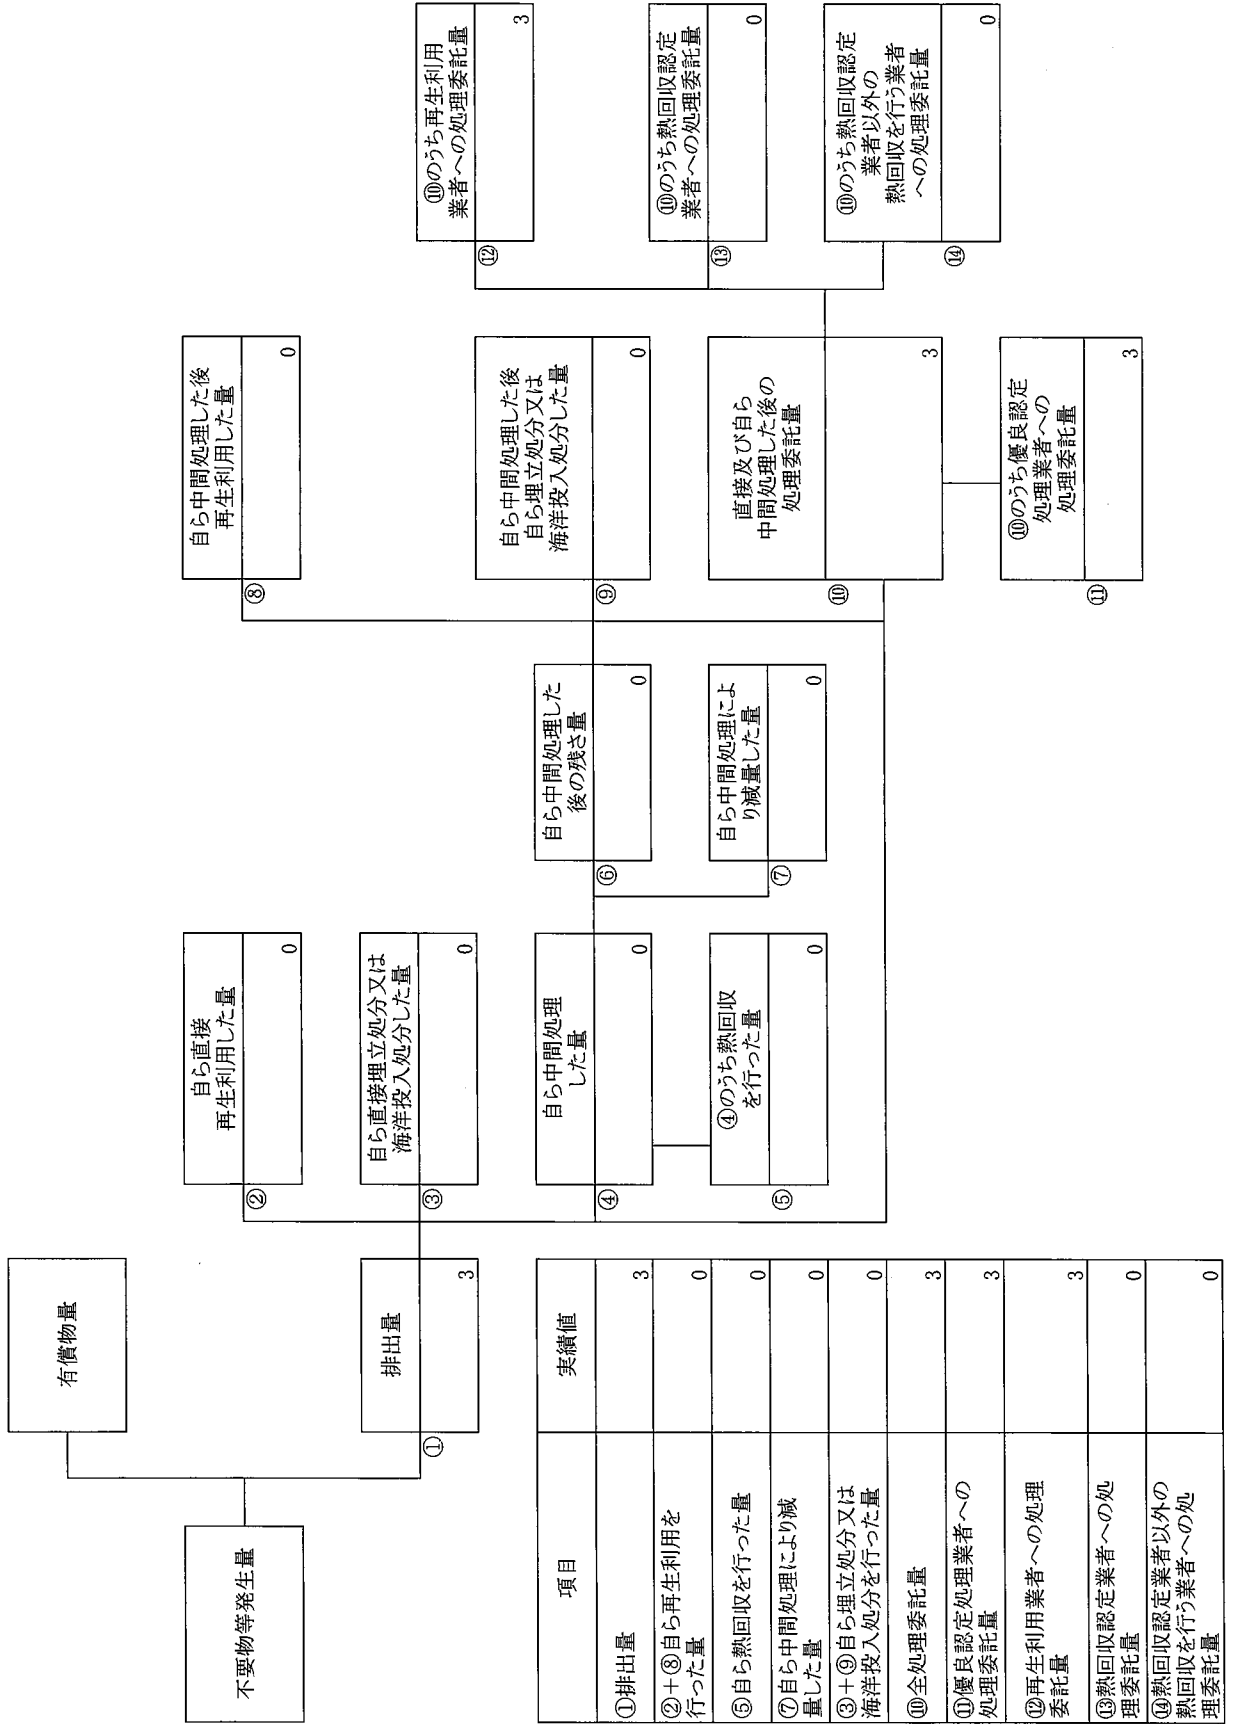 有償物量
不要物等発生量
①
排出量
3
②
自ら直接
再生利用した量
0
③
自ら直接埋立処分又は
海洋投入処分した量
0
④
自ら中間処理
した量
0
⑤
④のうち熱回収
を行った量
0
⑥
自ら中間処理した
後の残さ量
0
⑦
自ら中間処理によ
り減量した量
0
⑧
自ら中間処理した後
再生利用した量
0
⑨
自ら中間処理した後
自ら埋立処分又は
海洋投入処分した量
0
⑩
直接及び自ら
中間処理した後の
処理委託量
3
⑪
⑩のうち優良認定
処理業者への
処理委託量
3
⑫
⑩のうち再生利用
業者への処理委託量
3
⑬
⑩のうち熱回収認定
業者への処理委託量
0
⑭
⑩のうち熱回収認定
業者以外の
熱回収を行う業者
への処理委託量
0
項目 実績値
①排出量 3
②+⑧自ら再生利用を
行った量 0
⑤自ら熱回収を行った量 0
⑦自ら中間処理により減
量した量 0
③+⑨自ら埋立処分又は
海洋投入処分を行った量 0
⑩全処理委託量 3
⑪優良認定処理業者への
処理委託量 3
⑫再生利用業者への処理
委託量 3
⑬熱回収認定業者への処
理委託量 0
⑭熱回収認定業者以外の
熱回収を行う業者への処
理委託量 0